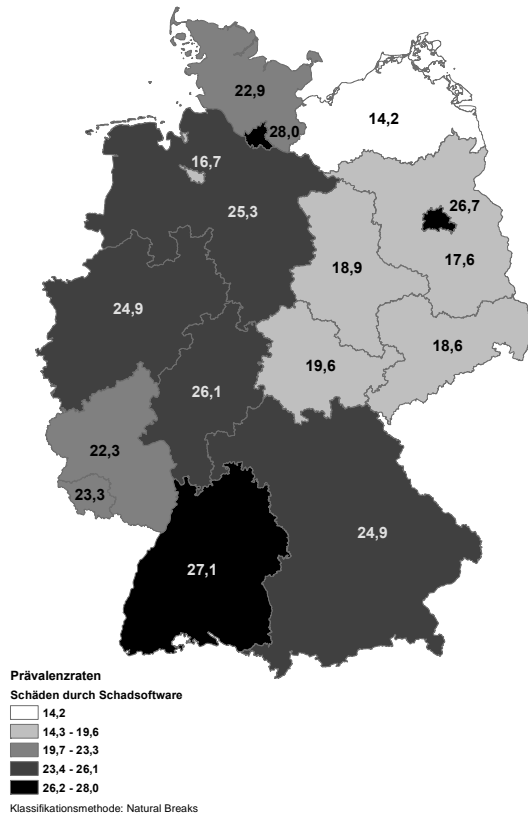 22,9
28,0
14,2
16,7
26,7
25,3
17,6
18,9
24,9
18,6
19,6
26,1
22,3
23,3
24,9
27,1
Prävalenzraten
Schäden durch Schadsoftware
14,2
14,3 - 19,6
19,7 - 23,3
23,4 - 26,1
26,2 - 28,0
Klassifikationsmethode: Natural Breaks